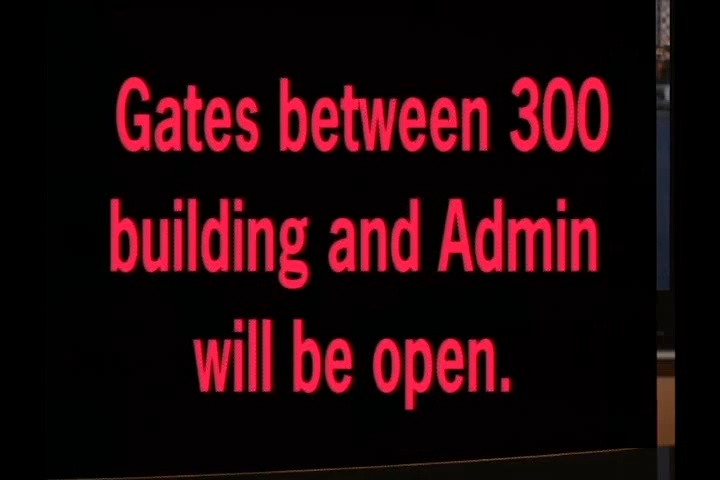 Gates between 300
building and Admin
will be open.